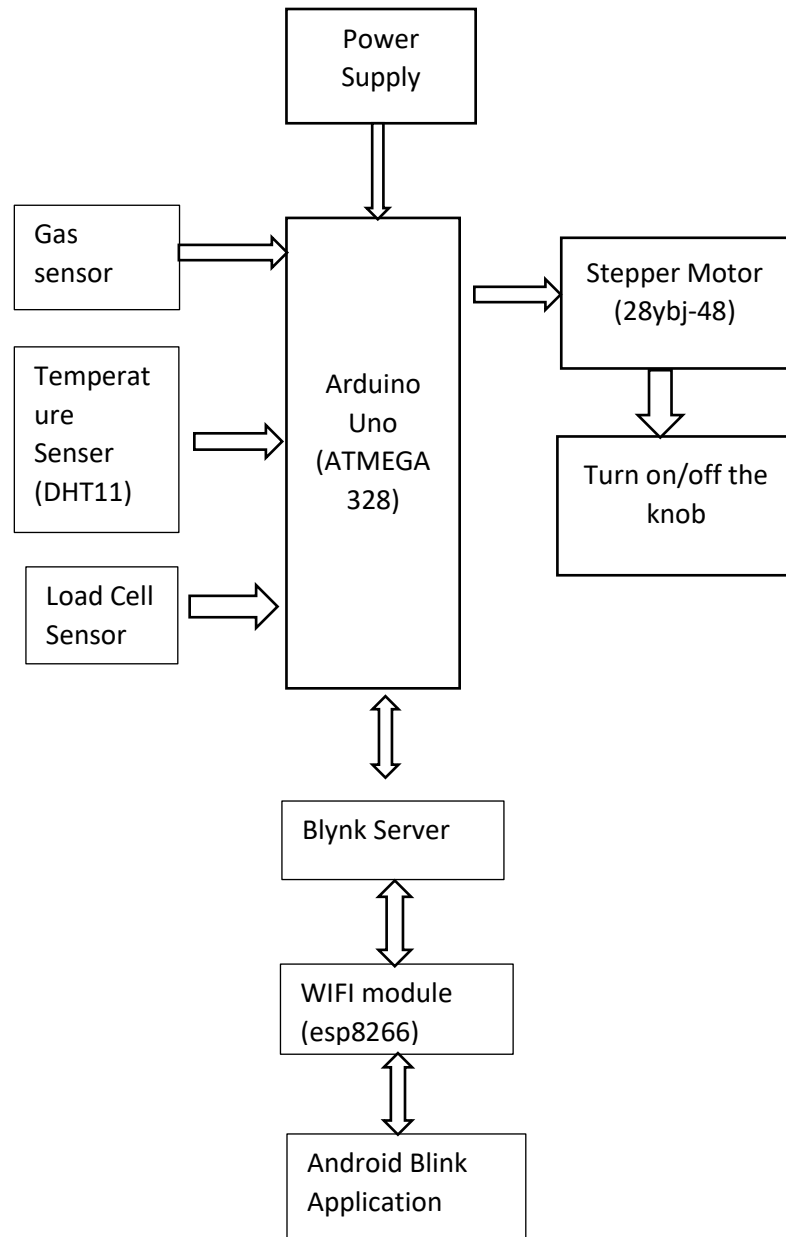 Power
Supply
Gas
sensor
Stepper Motor
(28ybj-48)
Temperat
ure
Senser
(DHT11)
Arduino
Uno
(ATMEGA
328)
Turn on/off the
knob
Load Cell
Sensor
Blynk Server
WIFI module
(esp8266)
Android Blink
Application